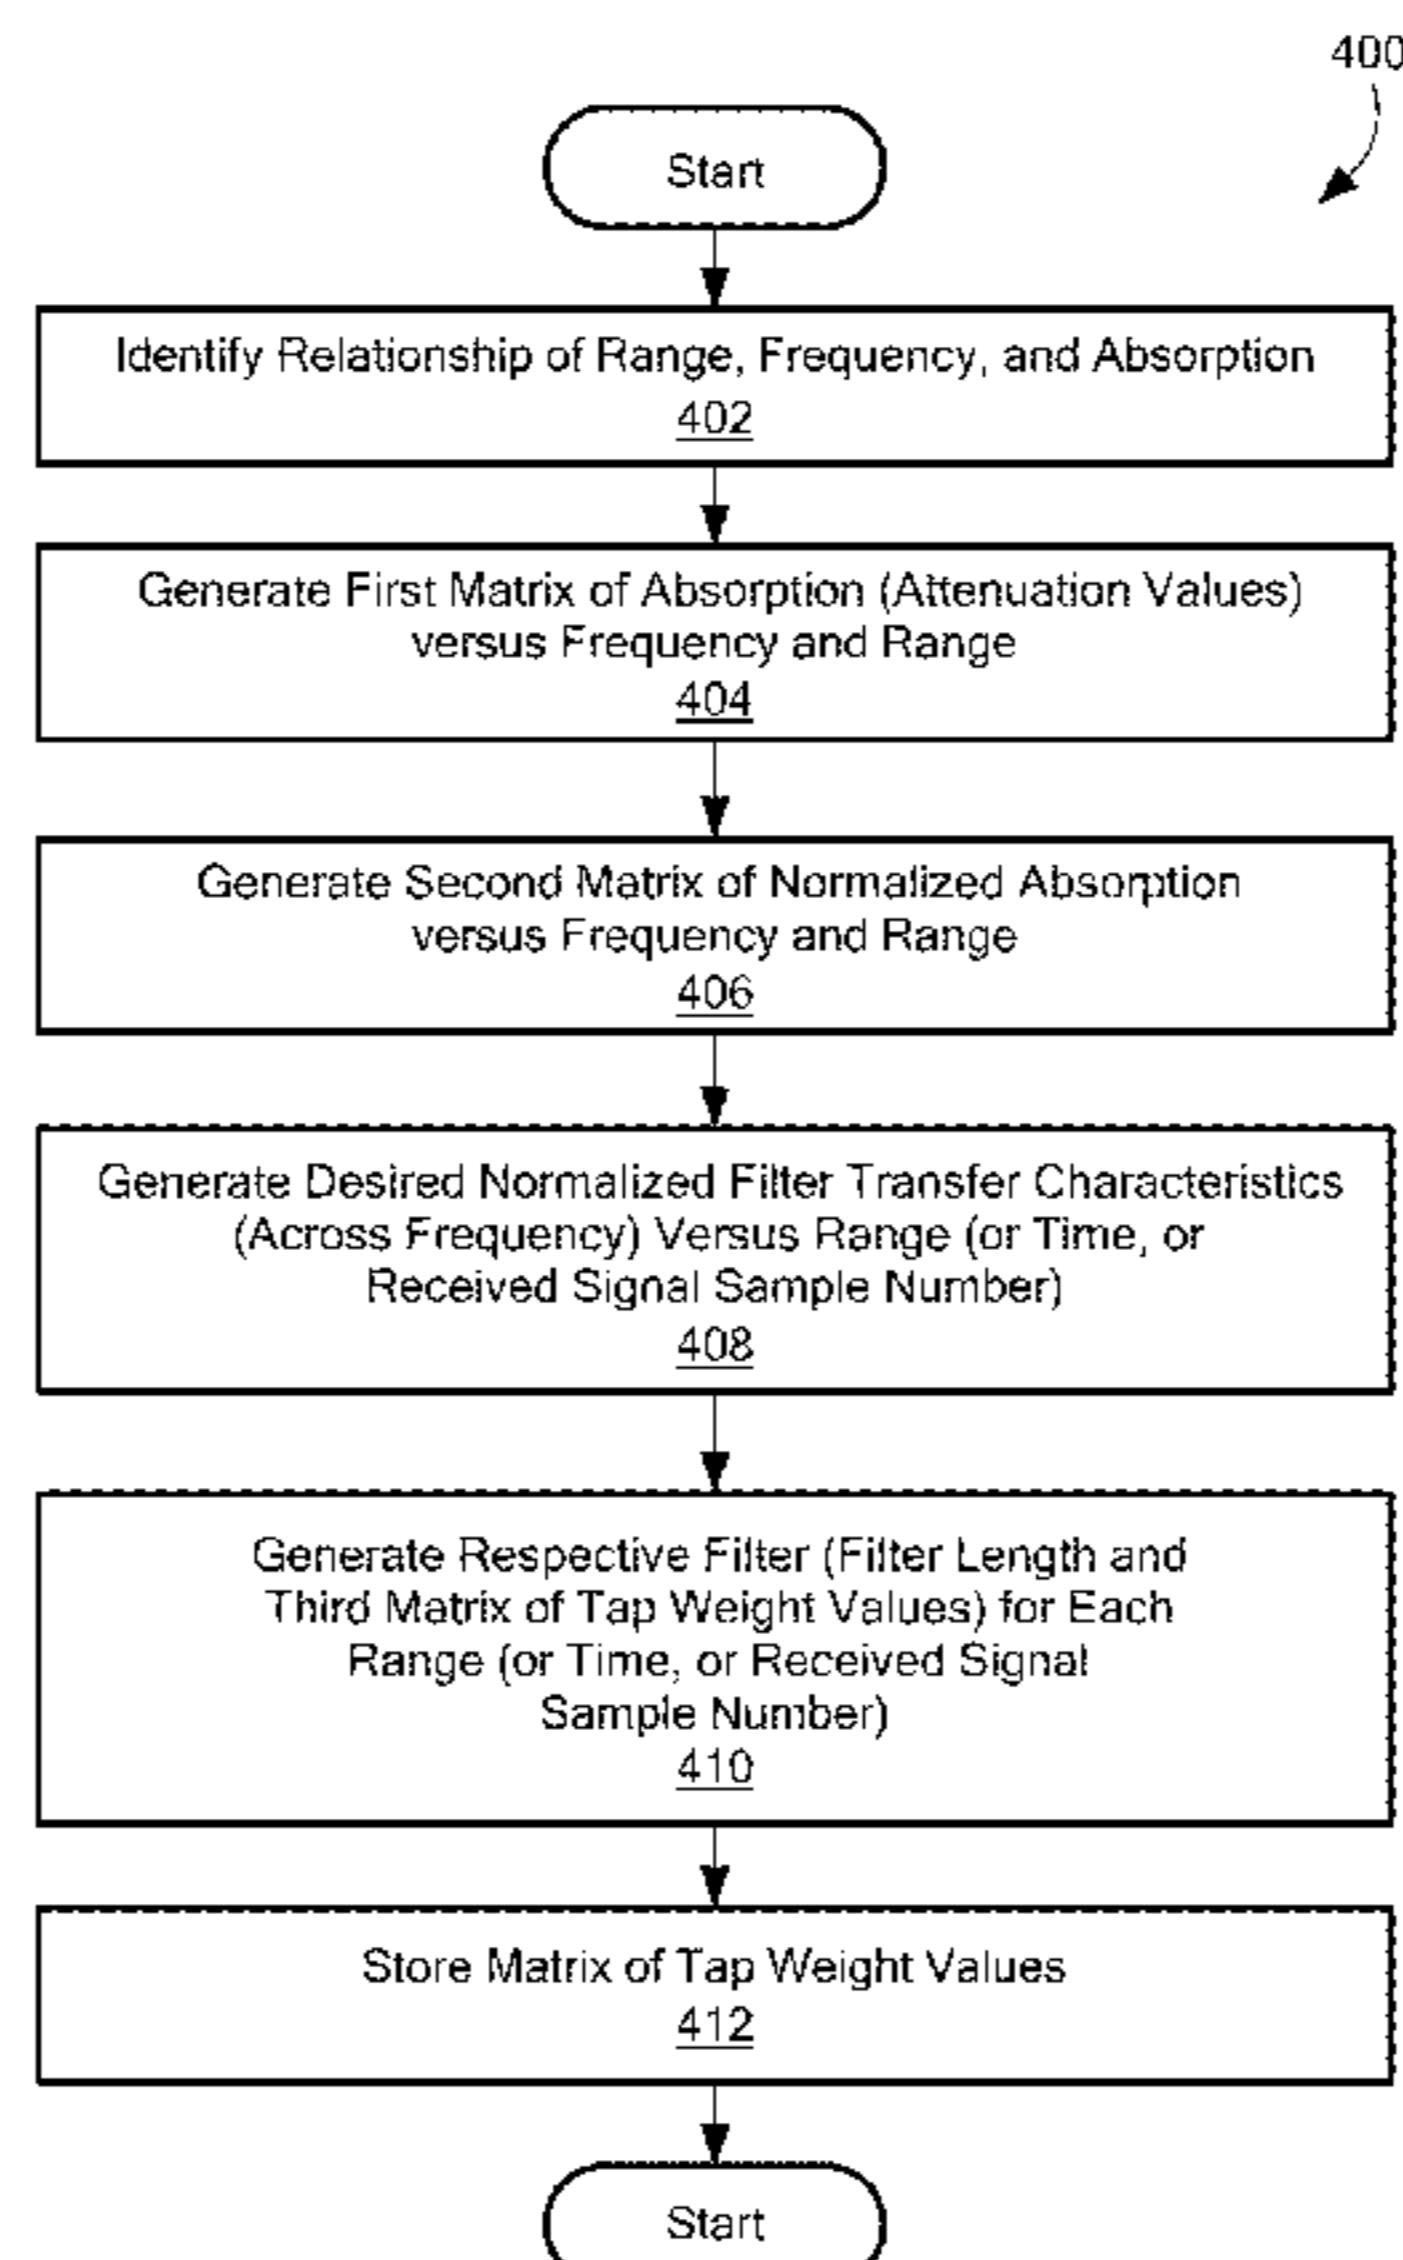 400
Start
Identify Relationship of Range, Frequency, and Absorption
402
Generate First Matrix of Absorption (Attenuation Values)
versus Frequency and Range
404
Generate Second Matrix of Normalized Absorption
versus Frequency and Range
406
Generate Desired Normalized Filter Transfer Characteristics
(Across Frequency) Versus Range (or Time, or
Received Signal Sample Number)
408
Generate Respective Filter (Filter Length and
Third Matrix of Tap Weight Values) for Each
Range (or Time, or Received Signal
Sample Number)
410
Store Matrix of Tap Weight Values
412
Start